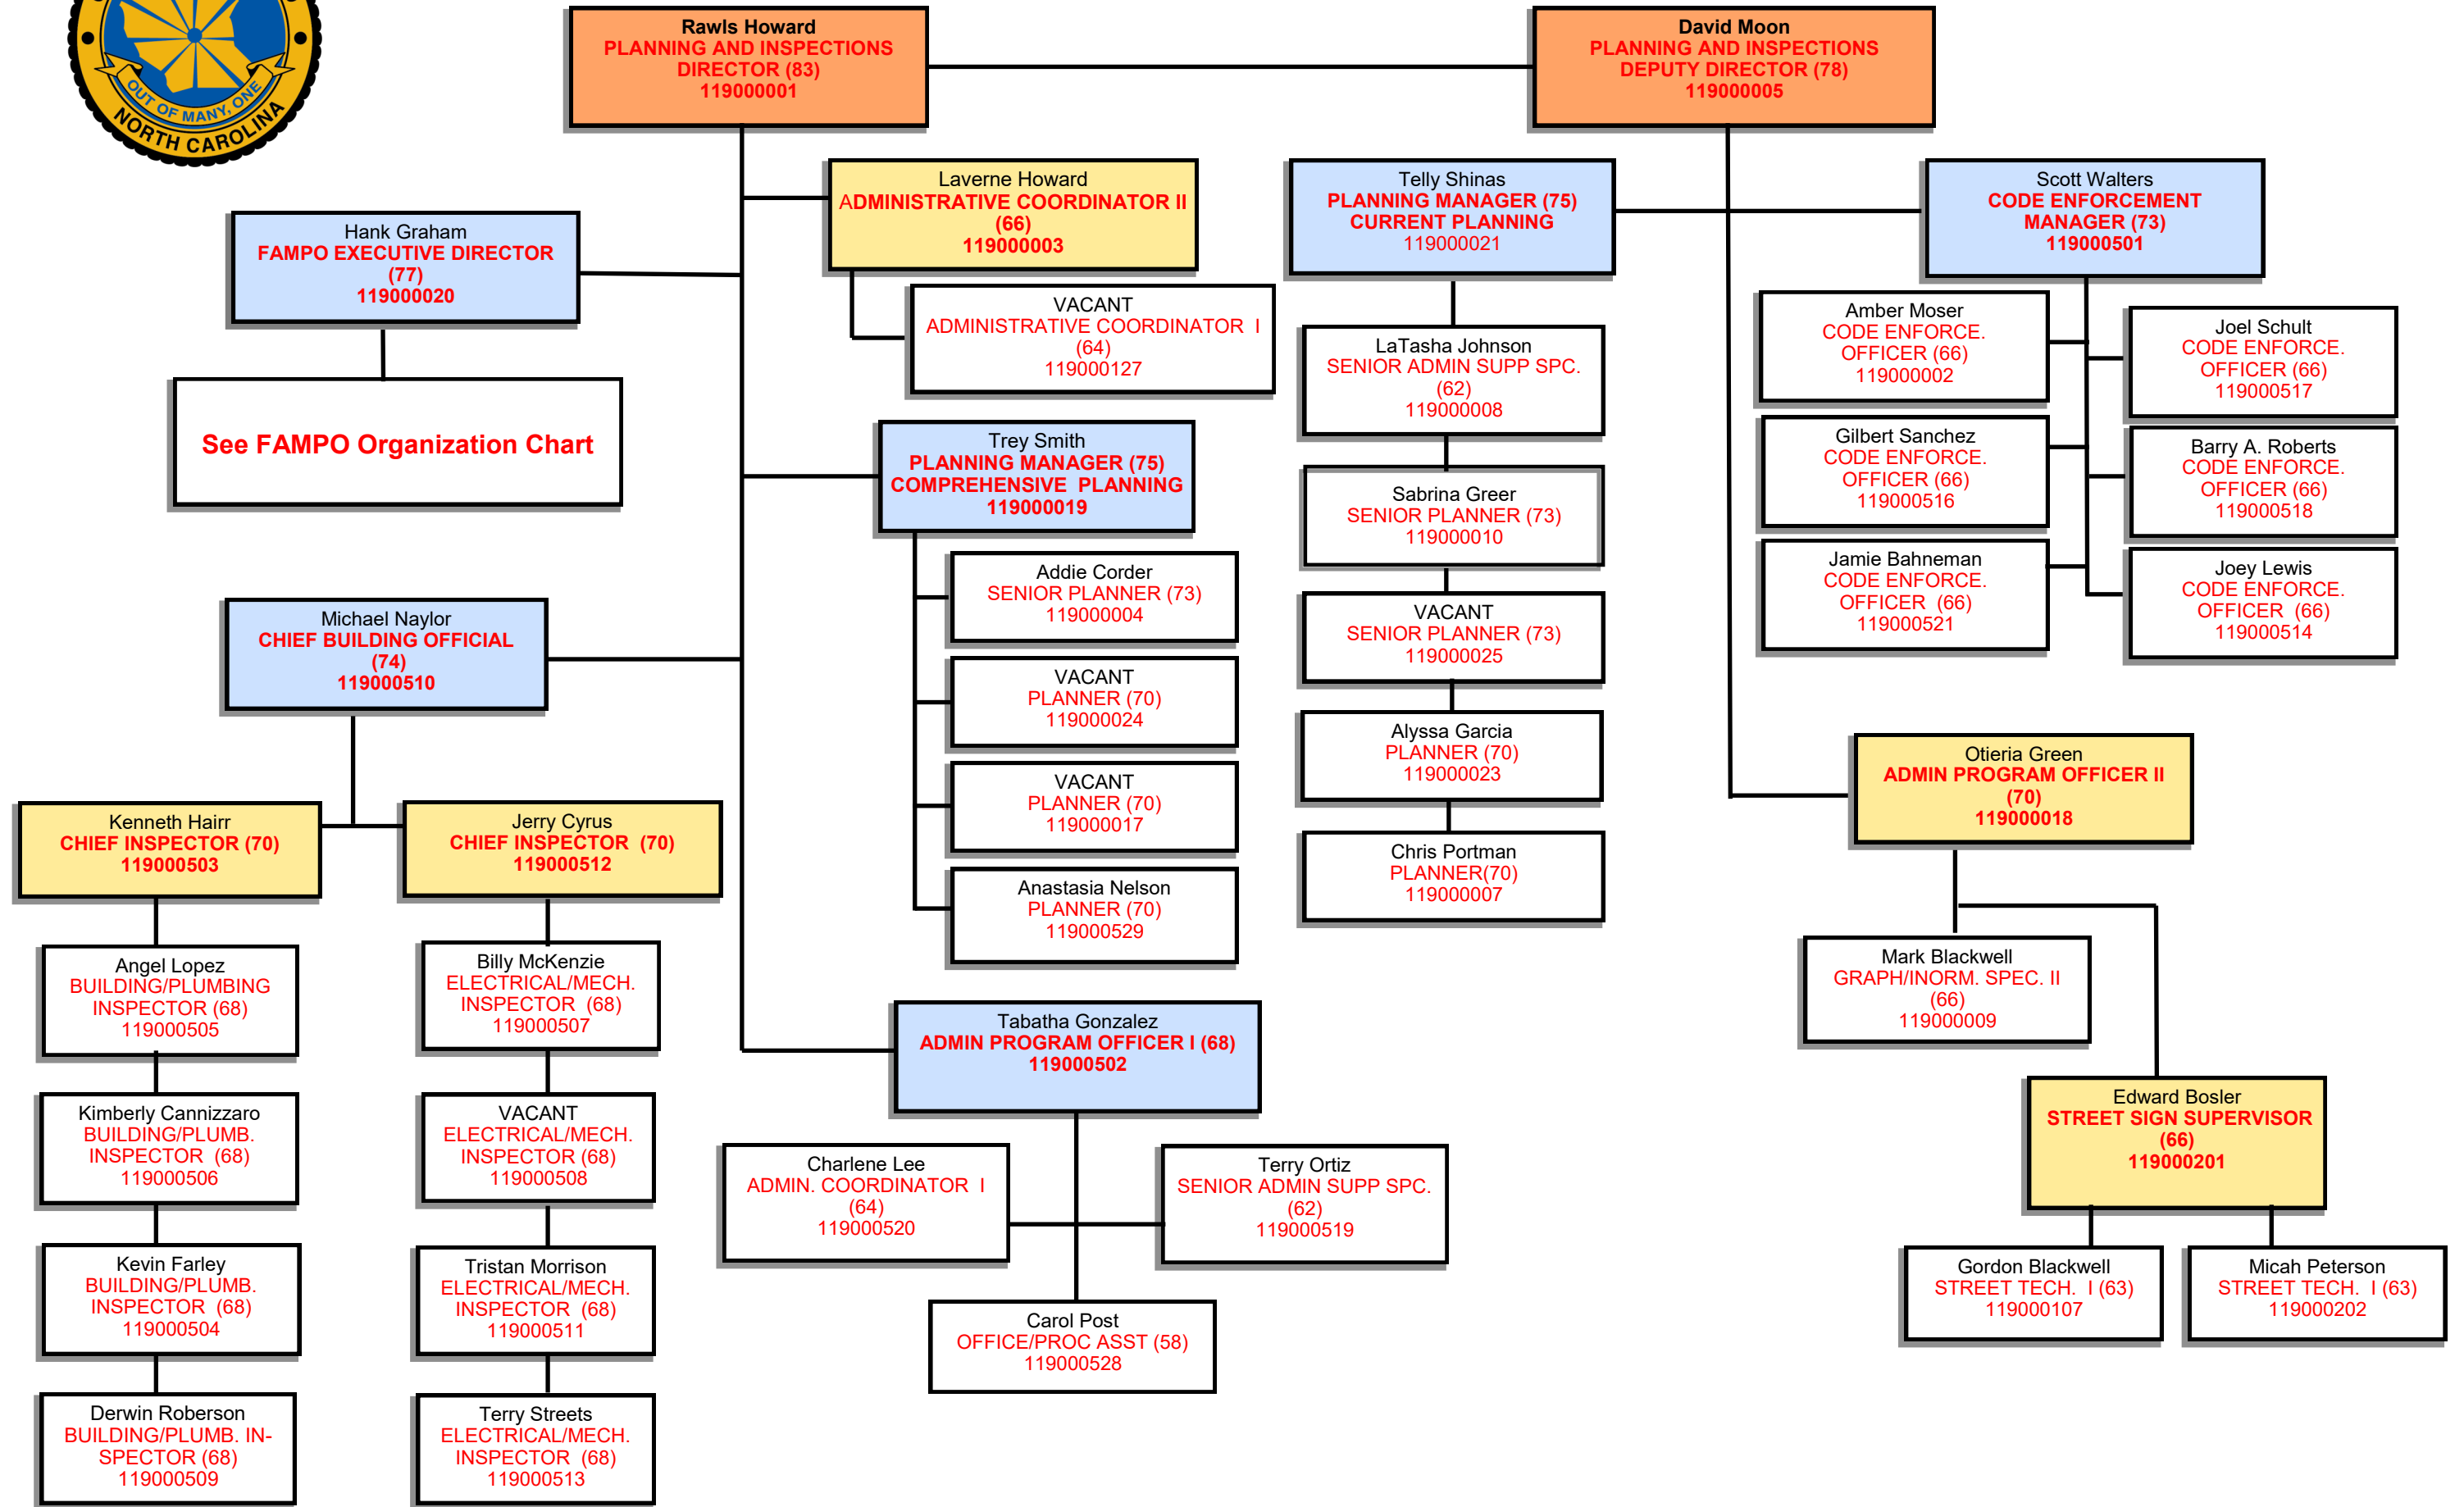 OUT OF MANY, ONE
NORTH CAROLINA
Rawls Howard
PLANNING AND INSPECTIONS
DIRECTOR (83)
119000001
David Moon
PLANNING AND INSPECTIONS
DEPUTY DIRECTOR (78)
119000005
Laverne Howard
ADMINISTRATIVE COORDINATOR II
(66)
119000003
Telly Shinas
PLANNING MANAGER (75)
CURRENT PLANNING
119000021
Scott Walters
CODE ENFORCEMENT
MANAGER (73)
119000501
Hank Graham
FAMPO EXECUTIVE DIRECTOR
(77)
119000020
VACANT
ADMINISTRATIVE COORDINATOR  I
(64)
119000127
Amber Moser
CODE ENFORCE.
OFFICER (66)
119000002
Joel Schult
CODE ENFORCE.
OFFICER (66)
119000517
LaTasha Johnson
SENIOR ADMIN SUPP SPC.
(62)
119000008
See FAMPO Organization Chart
Trey Smith
PLANNING MANAGER (75)
COMPREHENSIVE  PLANNING
119000019
Gilbert Sanchez
CODE ENFORCE.
OFFICER (66)
119000516
Barry A. Roberts
CODE ENFORCE.
OFFICER (66)
119000518
Sabrina Greer
SENIOR PLANNER (73)
119000010
Addie Corder
SENIOR PLANNER (73)
119000004
Jamie Bahneman
CODE ENFORCE.
OFFICER  (66)
119000521
Joey Lewis
CODE ENFORCE.
OFFICER  (66)
119000514
Michael Naylor
CHIEF BUILDING OFFICIAL
(74)
119000510
VACANT
SENIOR PLANNER (73)
119000025
VACANT
PLANNER (70)
119000024
Alyssa Garcia
PLANNER (70)
119000023
Otieria Green
ADMIN PROGRAM OFFICER II
(70)
119000018
VACANT
PLANNER (70)
119000017
Kenneth Hairr
CHIEF INSPECTOR (70)
119000503
Jerry Cyrus
CHIEF INSPECTOR  (70)
119000512
Chris Portman
PLANNER(70)
119000007
Anastasia Nelson
PLANNER (70)
119000529
Angel Lopez
BUILDING/PLUMBING
INSPECTOR (68)
119000505
Billy McKenzie
ELECTRICAL/MECH.
INSPECTOR  (68)
119000507
Mark Blackwell
GRAPH/INORM. SPEC. II
(66)
119000009
Tabatha Gonzalez
ADMIN PROGRAM OFFICER I (68)
119000502
Kimberly Cannizzaro
BUILDING/PLUMB.
INSPECTOR  (68)
119000506
VACANT
ELECTRICAL/MECH.
INSPECTOR (68)
119000508
Edward Bosler
STREET SIGN SUPERVISOR
(66)
119000201
Charlene Lee
ADMIN. COORDINATOR  I
(64)
119000520
Terry Ortiz
SENIOR ADMIN SUPP SPC.
(62)
119000519
Kevin Farley
BUILDING/PLUMB.
INSPECTOR  (68)
119000504
Tristan Morrison
ELECTRICAL/MECH.
INSPECTOR  (68)
119000511
Gordon Blackwell
STREET TECH.  I (63)
119000107
Micah Peterson
STREET TECH.  I (63)
119000202
Carol Post
OFFICE/PROC ASST (58)
119000528
Derwin Roberson
BUILDING/PLUMB. IN-
SPECTOR (68)
119000509
Terry Streets
ELECTRICAL/MECH.
INSPECTOR  (68)
119000513